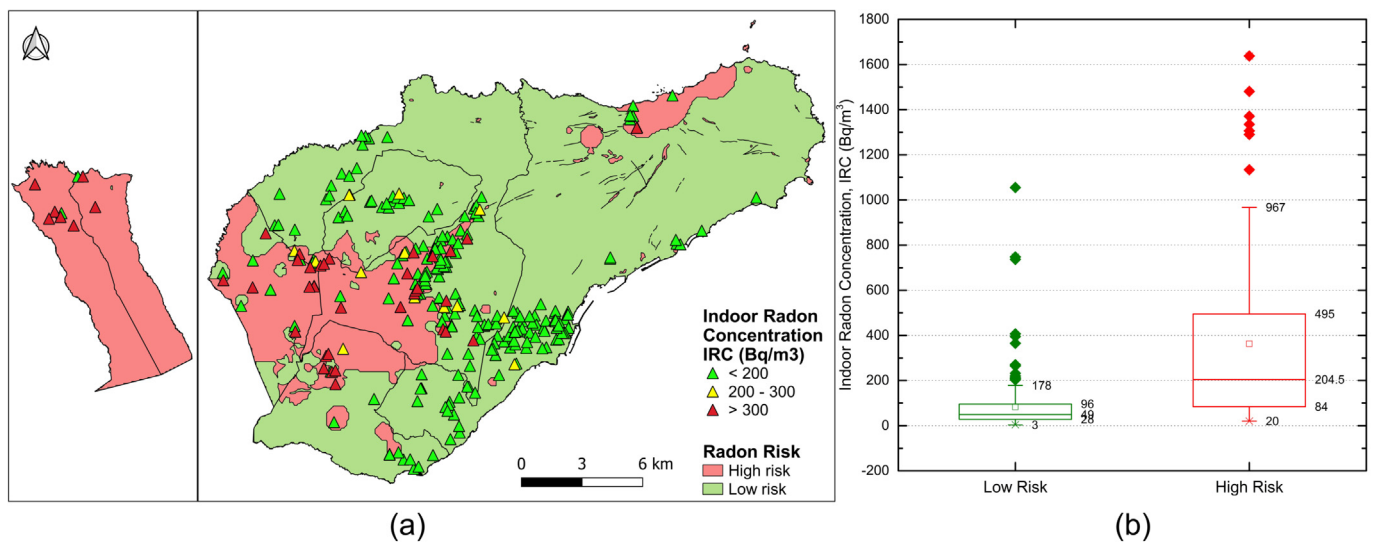 Indoor Radon
Concentration
IRC (Bq/m3)
< 200
200 - 300
> 300
Radon Risk
High risk
Low risk
0 3 6 km
(a)
Indoor Radon Concentration, IRC (Bq/m³)
1800
1600
1400
1200
1000
800
600
400
200
0
-200
178
96
49
28
3
967
495
204.5
84
20
Low Risk
High Risk
(b)